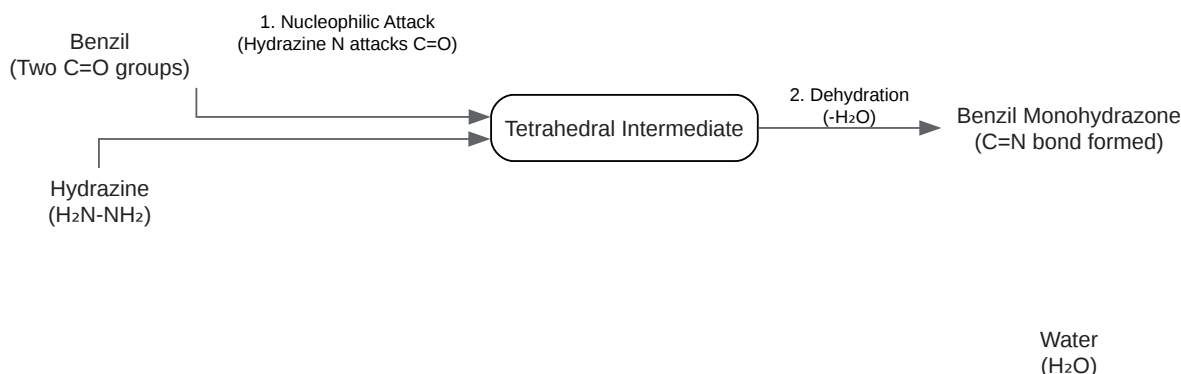 1. Nucleophilic Attack
(Hydrazine N attacks C=O)
Benzil
(Two C=O groups)
Tetrahedral Intermediate
2. Dehydration
(-H₂O)
Benzil Monohydrazone
(C=N bond formed)
Hydrazine
(H₂N-NH₂)
Water
(H₂O)